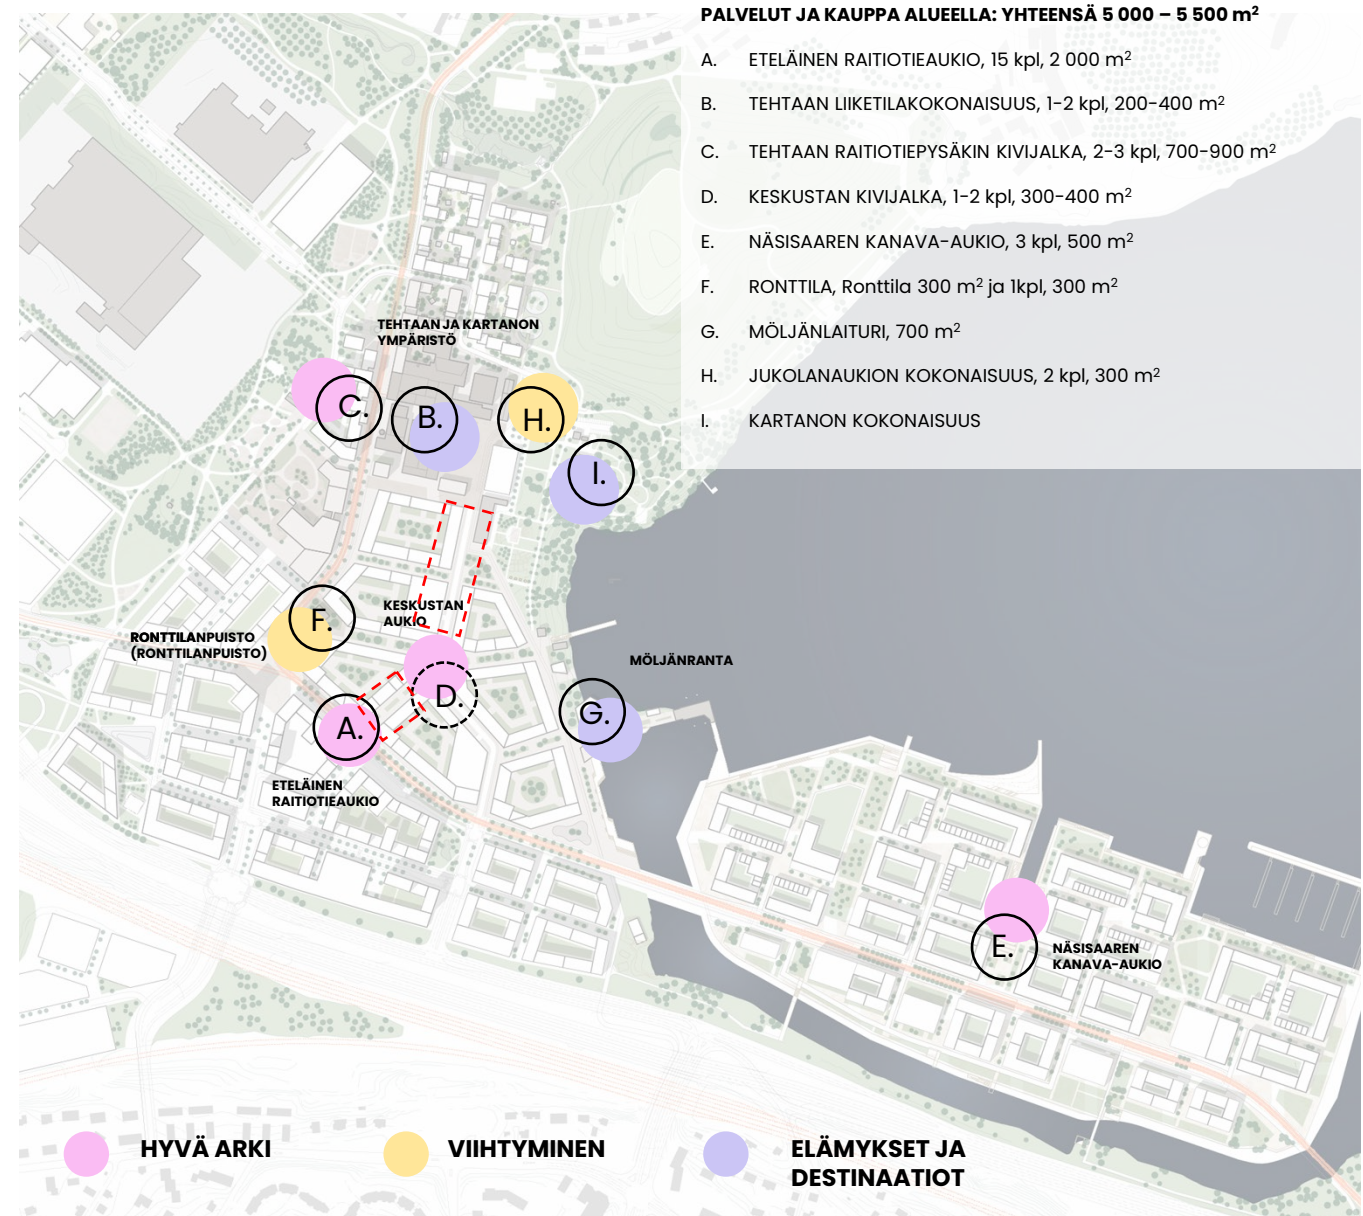 PALVELUT JA KAUPPA ALUEELLA: YHTEENSÄ 5 000 – 5 500 m²
A. ETELÄINEN RAITIOTIEAUKIO, 15 kpl, 2 000 m²
B. TEHTAAN LIIKETILAKOKONAISUUS, 1-2 kpl, 200-400 m²
C. TEHTAAN RAITIOTIEPYSÄKIN KIVIJALKA, 2-3 kpl, 700-900 m²
D. KESKUSTAN KIVIJALKA, 1-2 kpl, 300-400 m²
E. NÄSISAAREN KANAVA-AUKIO, 3 kpl, 500 m²
F. RONTTILA, Ronttila 300 m² ja 1kpl, 300 m²
G. MÖLJÄNLAITURI, 700 m²
H. JUKOLANAUKION KOKONAISUUS, 2 kpl, 300 m²
I. KARTANON KOKONAISUUS
TEHTAAN JA KARTANON
YMPÄRISTÖ
C.
B.
H.
I.
F.
KESKUSTAN
AUKIO
RONTTILANPUISTO
(RONTTILANPUISTO)
MÖLJÄNRANTA
D.
G.
A.
ETELÄINEN
RAITIOTIEAUKIO
E.
NÄSISAAREN
KANAVA-AUKIO
HYVÄ ARKI
VIIHTYMINEN
ELÄMYKSET JA
DESTINAATIOT